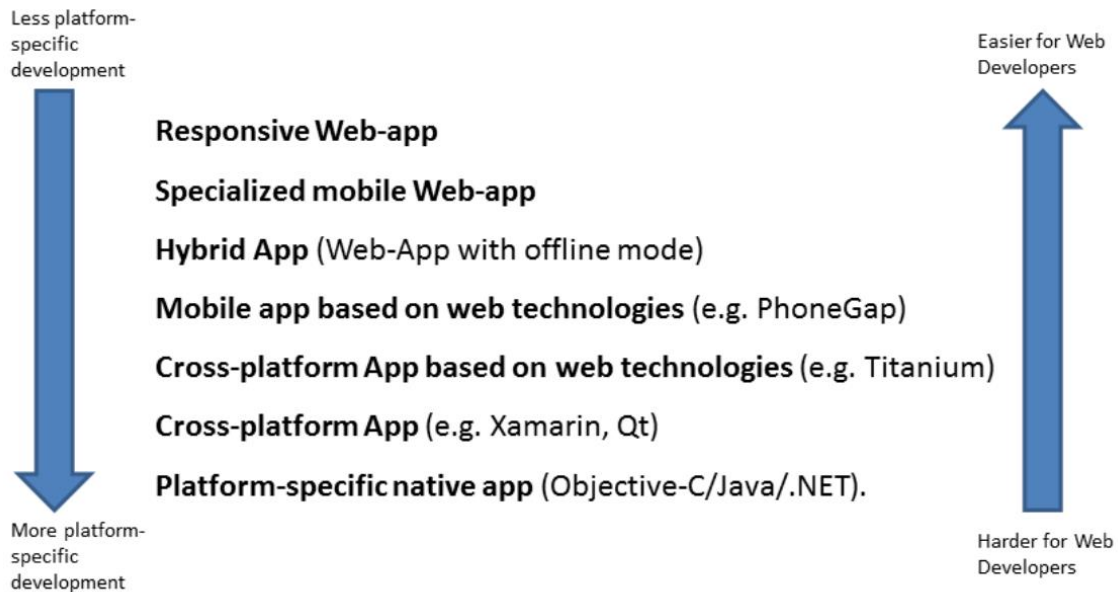 Less platform-
specific
development
Easier for Web
Developers
Responsive Web-app
Specialized mobile Web-app
Hybrid App (Web-App with offline mode)
Mobile app based on web technologies (e.g. PhoneGap)
Cross-platform App based on web technologies (e.g. Titanium)
Cross-platform App (e.g. Xamarin, Qt)
Platform-specific native app (Objective-C/Java/.NET).
More platform-
specific
development
Harder for Web
Developers